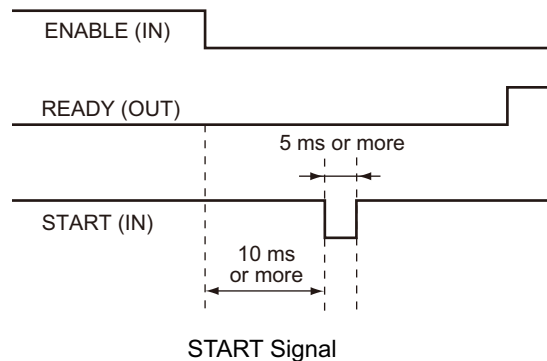 ENABLE (IN)
READY (OUT)
5 ms or more
START (IN)
10 ms
or more
START Signal